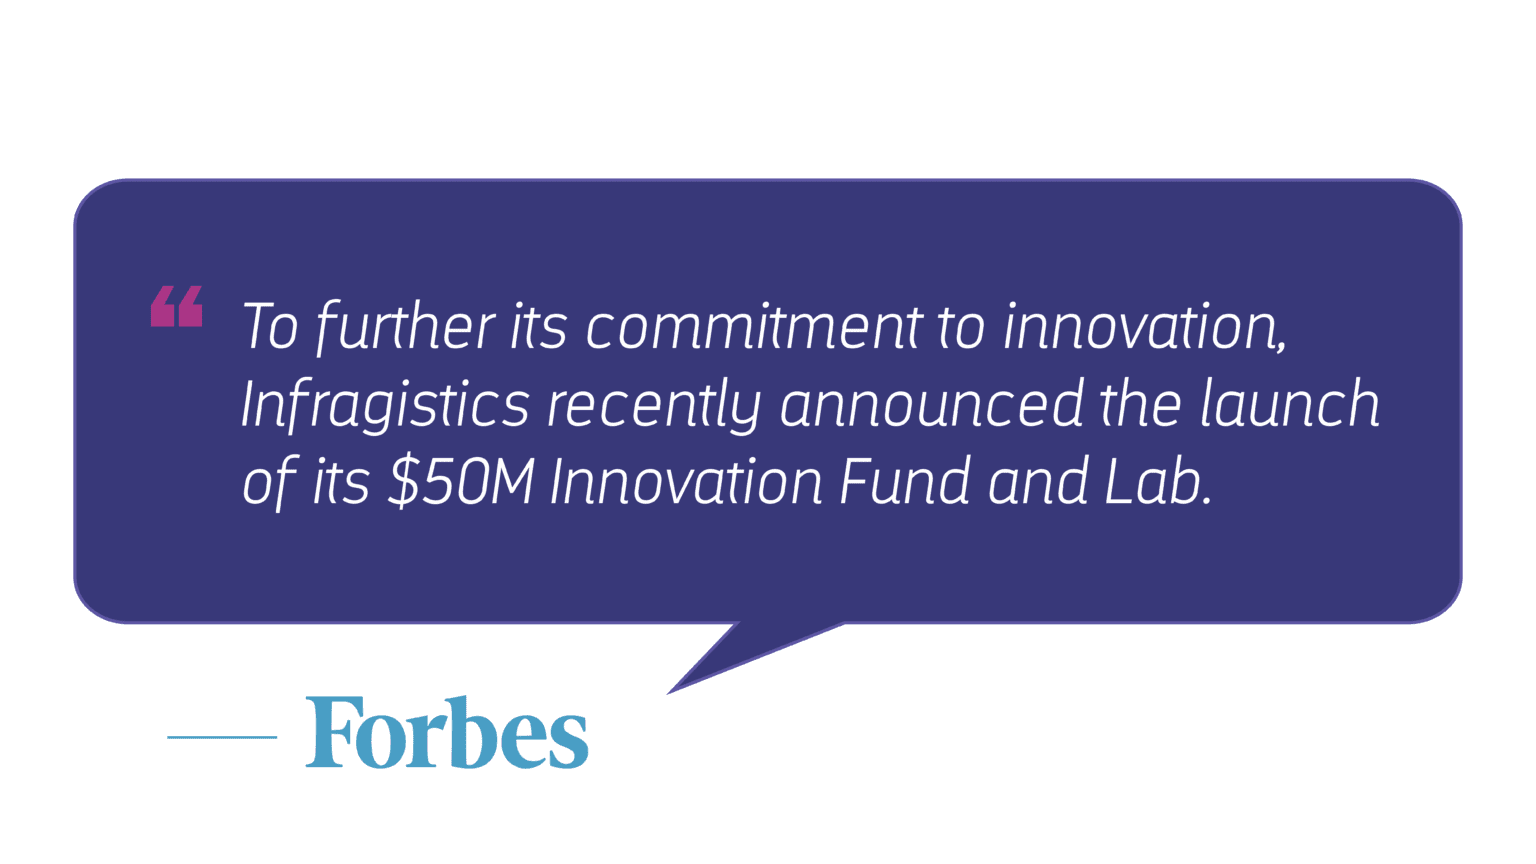 “ To further its commitment to innovation,
Infragistics recently announced the launch
of its $50M Innovation Fund and Lab.
— Forbes